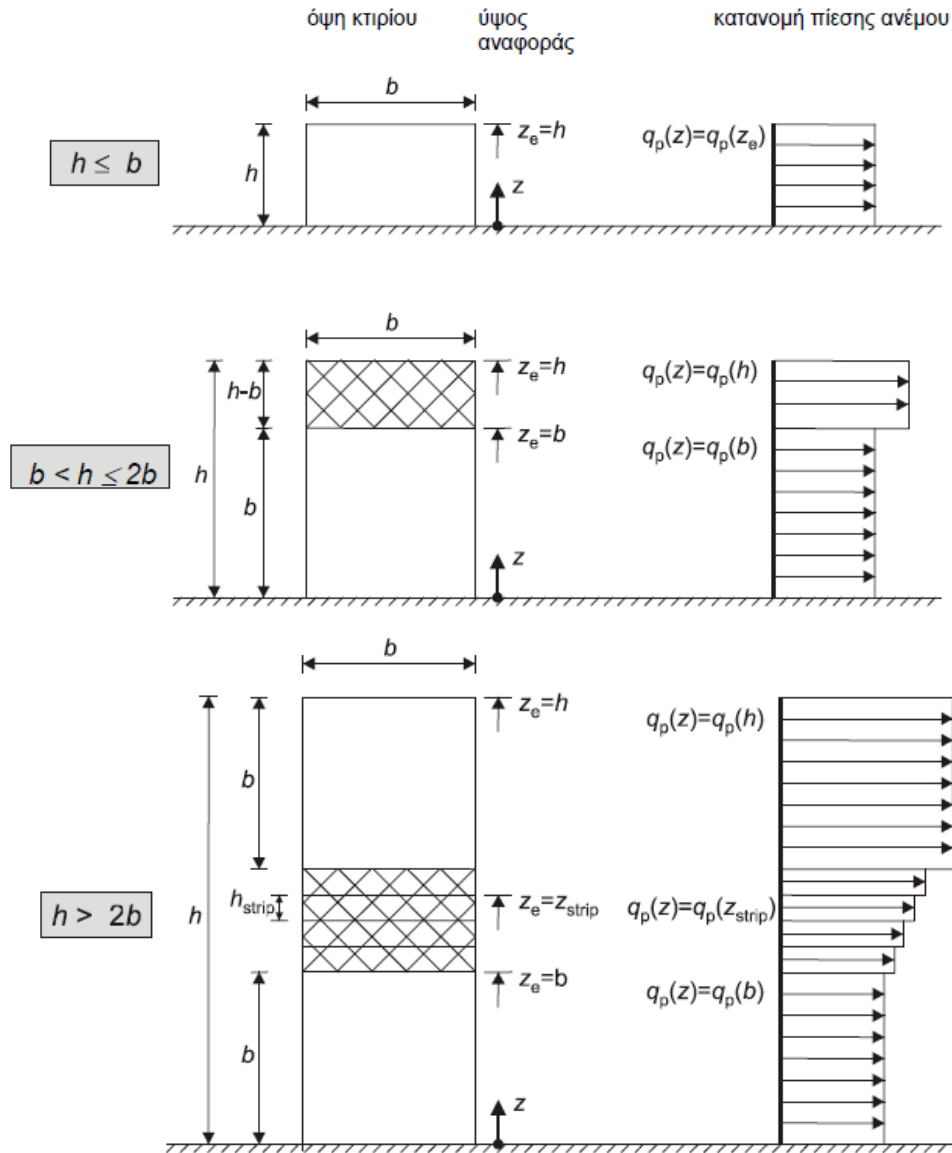 όψη κτιρίου
ύψος
αναφοράς
κατανομή πίεσης ανέμου
h ≤ b
b
h
z_e=h
z
q_p(z)=q_p(z_e)
b < h ≤ 2b
b
h
h-b
b
z_e=h
z_e=b
z
q_p(z)=q_p(h)
q_p(z)=q_p(b)
h > 2b
b
h
b
h_strip
b
z_e=h
z_e=z_strip
z_e=b
z
q_p(z)=q_p(h)
q_p(z)=q_p(z_strip)
q_p(z)=q_p(b)